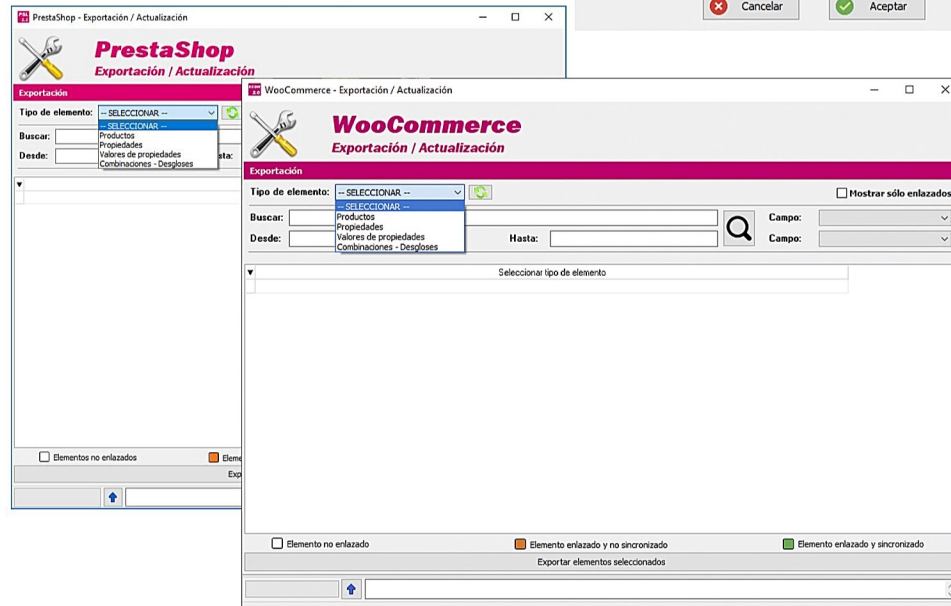 Cancelar
Aceptar
PrestaShop - Exportación / Actualización
PrestaShop
Exportación / Actualización
Exportación
Tipo de elemento: -- SELECCIONAR --
-- SELECCIONAR --
Productos
Propiedades
Valores de propiedades
Combinaciones - Desgloses
Buscar:
Desde:
sta:
Elementos no enlazados
Eleme
Exp
WooCommerce - Exportación / Actualización
WooCommerce
Exportación / Actualización
Exportación
Tipo de elemento: -- SELECCIONAR --
Mostrar sólo enlazados
-- SELECCIONAR --
Productos
Propiedades
Valores de propiedades
Combinaciones - Desgloses
Buscar:
Campo:
Desde:
Hasta:
Campo:
Seleccionar tipo de elemento
Elemento no enlazado
Elemento enlazado y no sincronizado
Elemento enlazado y sincronizado
Exportar elementos seleccionados